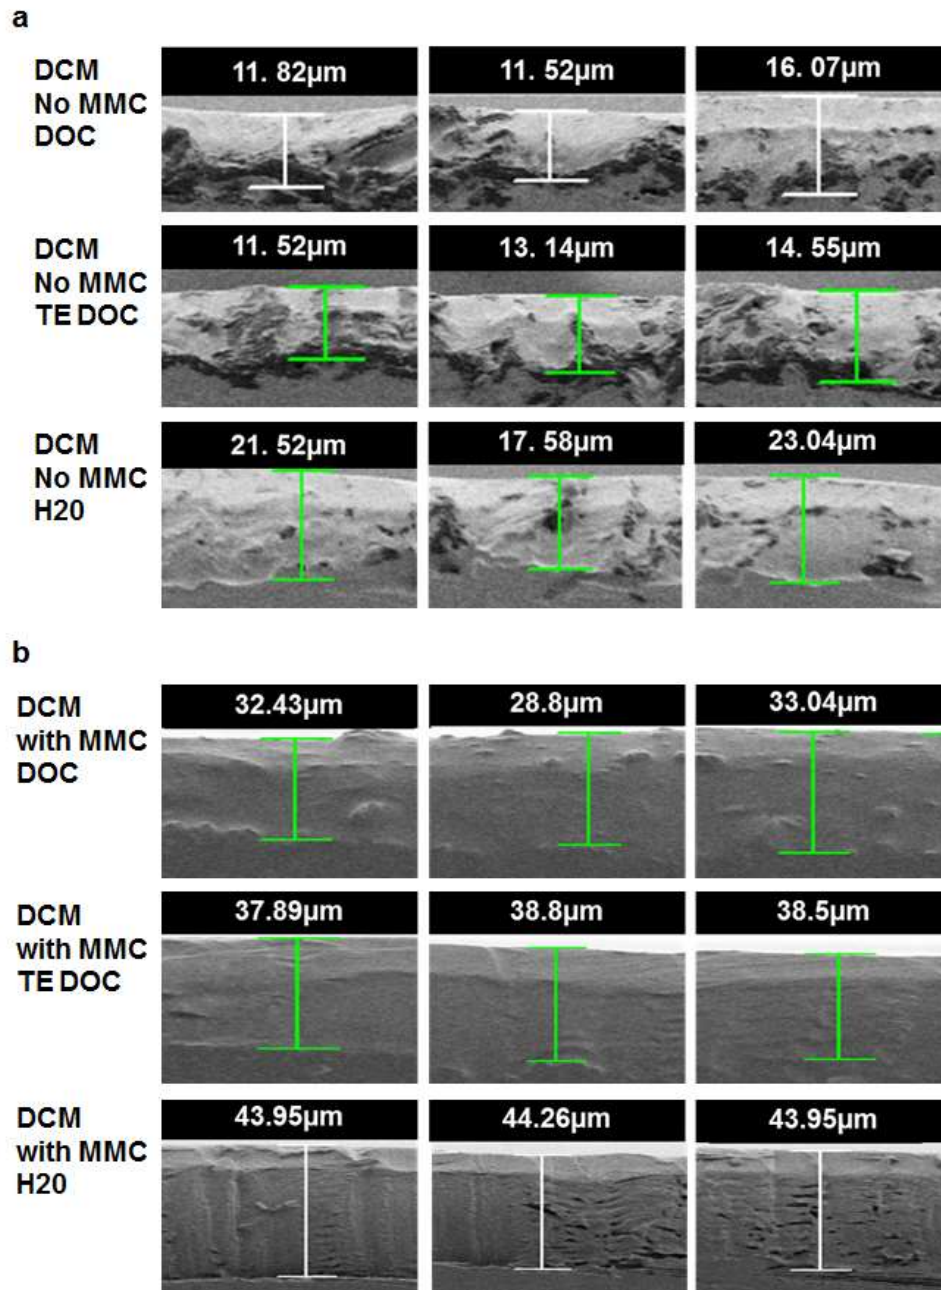 a
DCM
No MMC
DOC
11. 82µm
11. 52µm
16. 07µm
DCM
No MMC
TE DOC
11. 52µm
13. 14µm
14. 55µm
DCM
No MMC
H20
21. 52µm
17. 58µm
23.04µm
b
DCM
with MMC
DOC
32.43µm
28.8µm
33.04µm
DCM
with MMC
TE DOC
37.89µm
38.8µm
38.5µm
DCM
with MMC
H20
43.95µm
44.26µm
43.95µm